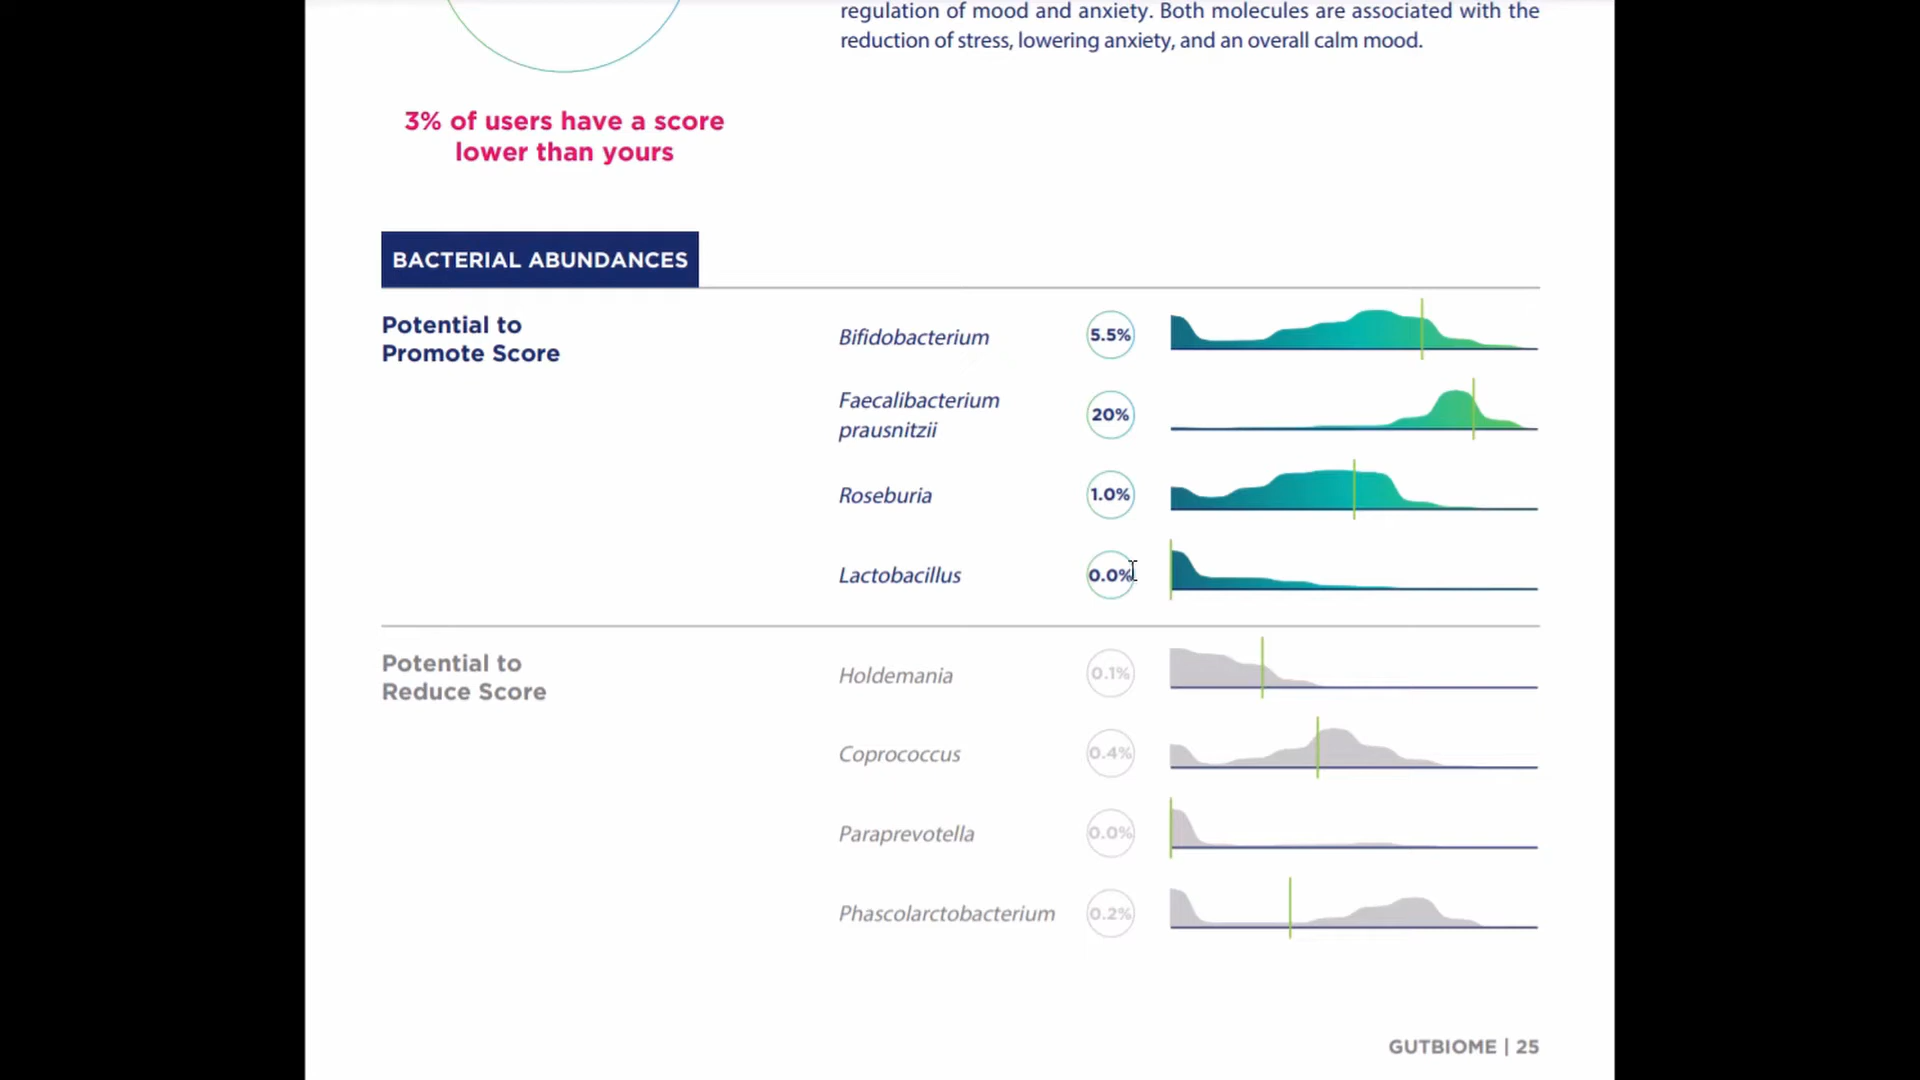 regulation of mood and anxiety. Both molecules are associated with the
reduction of stress, lowering anxiety, and an overall calm mood.
3% of users have a score
lower than yours
BACTERIAL ABUNDANCES
Potential to
Promote Score
Bifidobacterium
5.5%
Faecalibacterium
prausnitzii
20%
Roseburia
1.0%
Lactobacillus
0.0%
Potential to
Reduce Score
Holdemania
0.1%
Coprococcus
0.4%
Paraprevotella
0.0%
Phascolarctobacterium
0.2%
GUTBIOME | 25